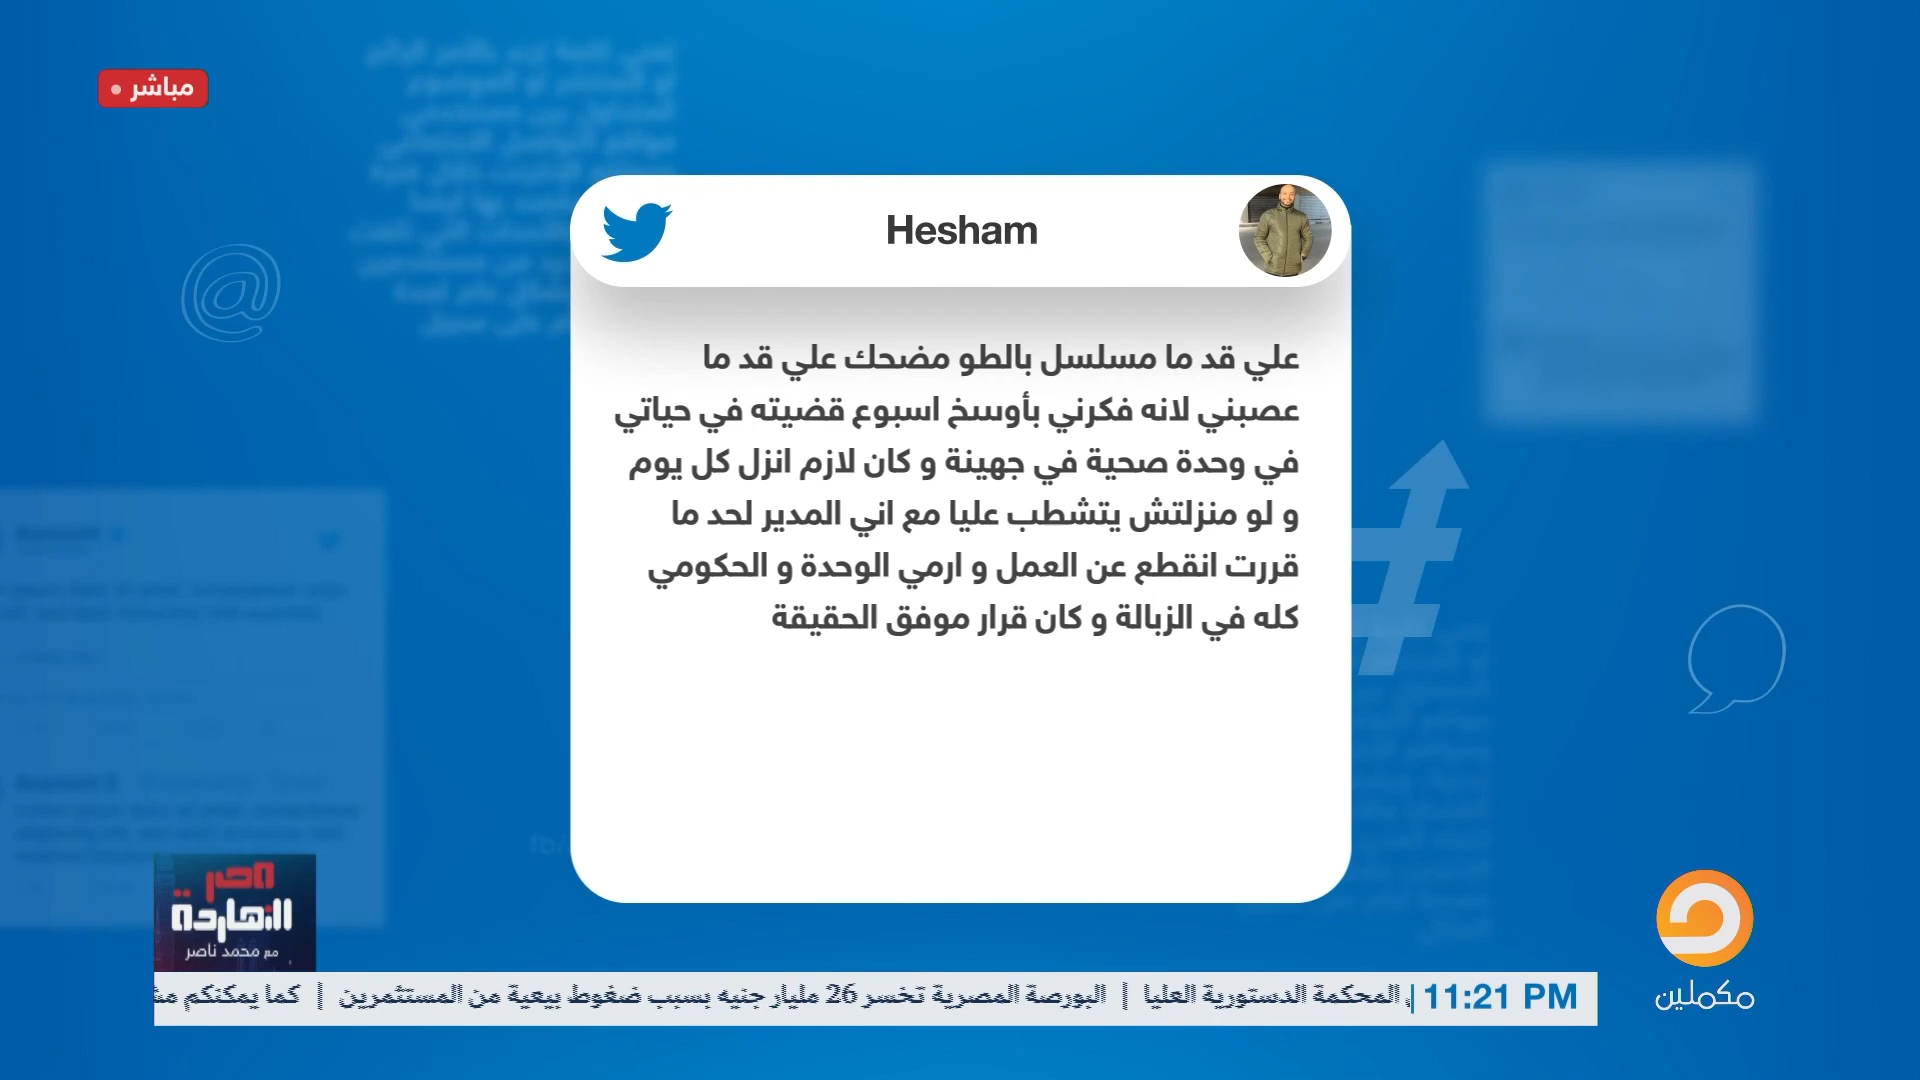 مباشر
Hesham
علي قد ما مسلسل بالطو مضحك علي قد ما
عصبني لانه فكرني بأوسخ اسبوع قضيته في حياتي
في وحدة صحية في جهينة و كان لازم انزل كل يوم
و لو منزلتش يتشطب عليا مع اني المدير لحد ما
قررت انقطع عن العمل و ارمي الوحدة و الحكومي
كله في الزبالة و كان قرار موفق الحقيقة
مصر
النهاردة
مع محمد ناصر
11:21 PM
المحكمة الدستورية العليا | البورصة المصرية تخسر 26 مليار جنيه بسبب ضغوط بيعية من المستثمرين | كما يمكنكم
مكملين